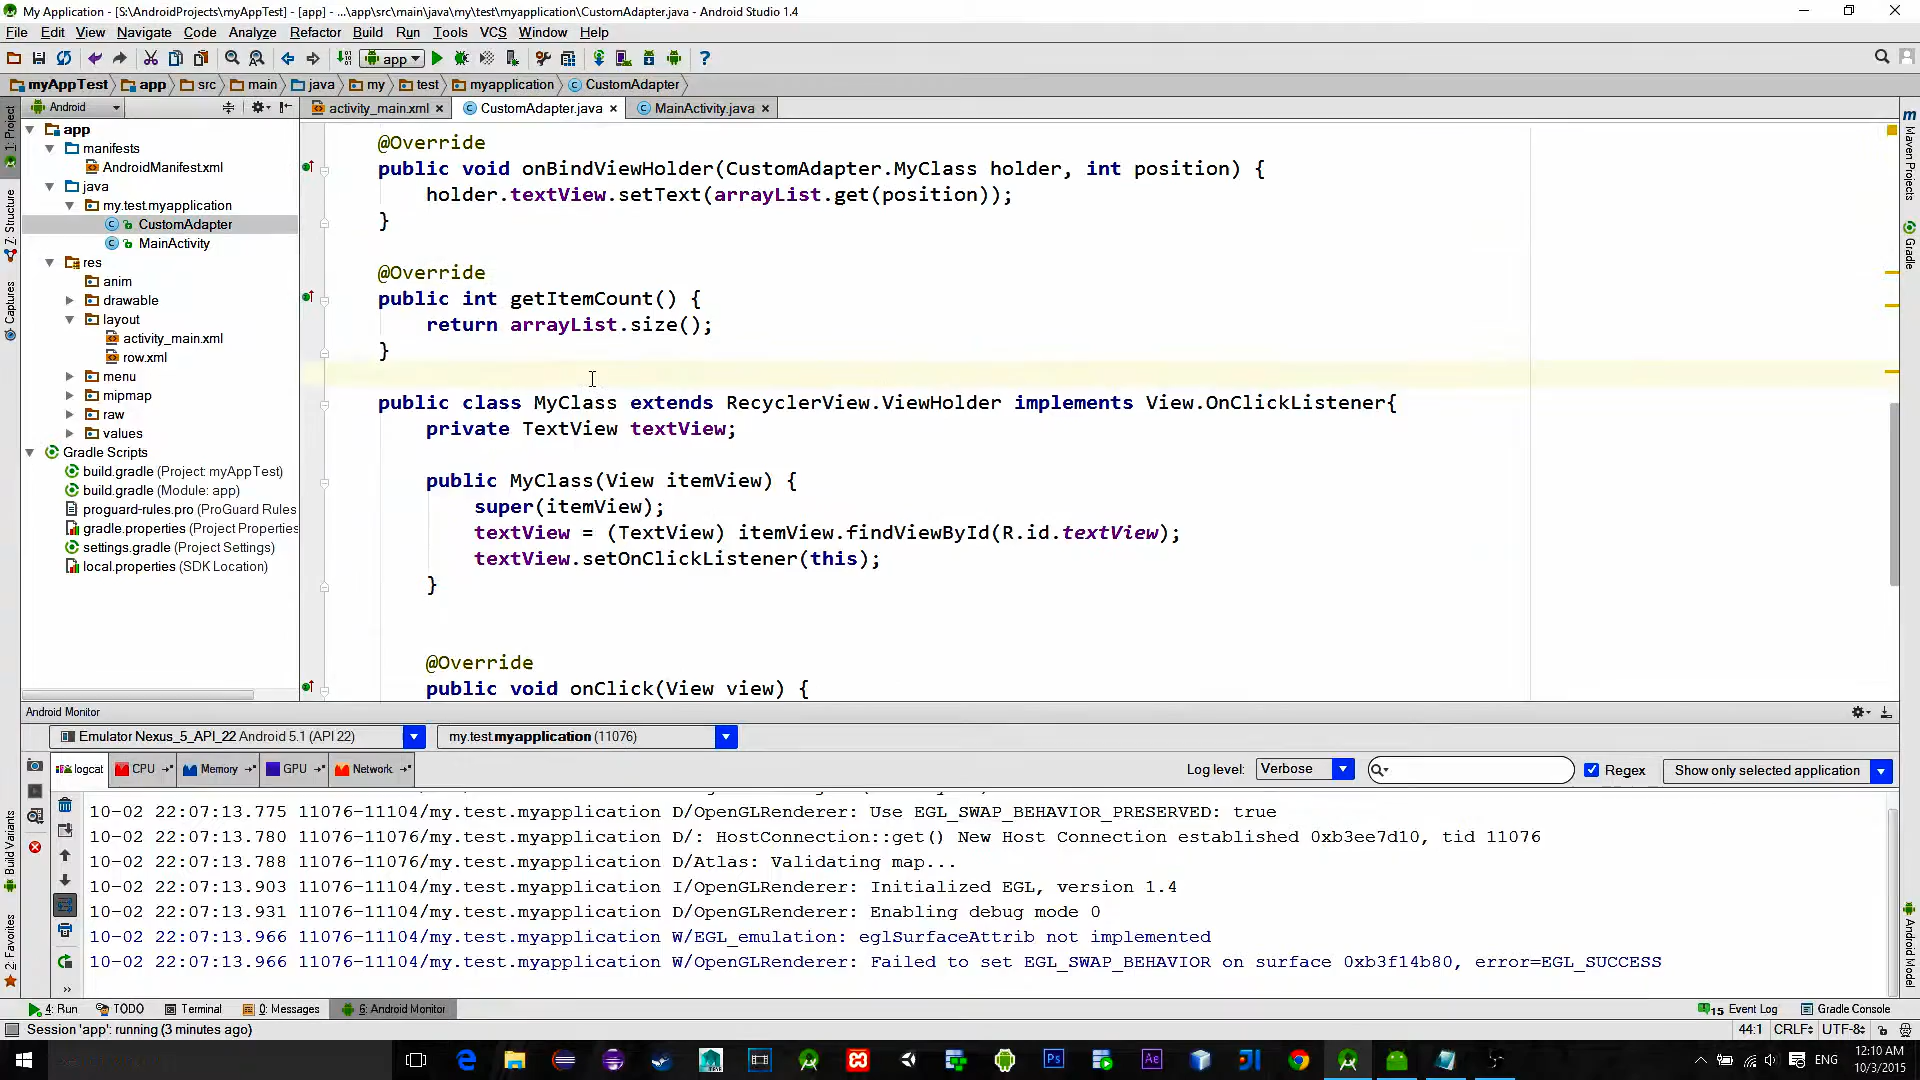 My Application - [S:\AndroidProjects\myAppTest] - [app] - ...\app\src\main\java\my\test\myapplication\CustomAdapter.java - Android Studio 1.4
File Edit View Navigate Code Analyze Refactor Build Run Tools VCS Window Help
app
myAppTest app src main java my test myapplication CustomAdapter
Android
activity_main.xml CustomAdapter.java MainActivity.java
1: Project
Z: Structure
Captures
Build Variants
2: Favorites
app
manifests
AndroidManifest.xml
java
my.test.myapplication
CustomAdapter
MainActivity
res
anim
drawable
layout
activity_main.xml
row.xml
menu
mipmap
raw
values
Gradle Scripts
build.gradle (Project: myAppTest)
build.gradle (Module: app)
proguard-rules.pro (ProGuard Rules
gradle.properties (Project Properties
settings.gradle (Project Settings)
local.properties (SDK Location)
@Override
public void onBindViewHolder(CustomAdapter.MyClass holder, int position) {
holder.textView.setText(arrayList.get(position));
}
@Override
public int getItemCount() {
return arrayList.size();
}
public class MyClass extends RecyclerView.ViewHolder implements View.OnClickListener{
private TextView textView;
public MyClass(View itemView) {
super(itemView);
textView = (TextView) itemView.findViewById(R.id.textView);
textView.setOnClickListener(this);
}
@Override
public void onClick(View view) {
Maven Projects
Gradle
Android Model
Android Monitor
Emulator Nexus_5_API_22 Android 5.1 (API 22) my.test.myapplication (11076)
logcat CPU Memory GPU Network Log level: Verbose Regex Show only selected application
10-02 22:07:13.775 11076-11104/my.test.myapplication D/OpenGLRenderer: Use EGL_SWAP_BEHAVIOR_PRESERVED: true
10-02 22:07:13.780 11076-11076/my.test.myapplication D/: HostConnection::get() New Host Connection established 0xb3ee7d10, tid 11076
10-02 22:07:13.788 11076-11076/my.test.myapplication D/Atlas: Validating map...
10-02 22:07:13.903 11076-11104/my.test.myapplication I/OpenGLRenderer: Initialized EGL, version 1.4
10-02 22:07:13.931 11076-11104/my.test.myapplication D/OpenGLRenderer: Enabling debug mode 0
10-02 22:07:13.966 11076-11104/my.test.myapplication W/EGL_emulation: eglSurfaceAttrib not implemented
10-02 22:07:13.966 11076-11104/my.test.myapplication W/OpenGLRenderer: Failed to set EGL_SWAP_BEHAVIOR on surface 0xb3f14b80, error=EGL_SUCCESS
4: Run TODO Terminal 0: Messages 6: Android Monitor 15 Event Log Gradle Console
Session 'app': running (3 minutes ago) 44:1 CRLF UTF-8
Ps Ae ENG 12:10 AM
10/3/2015